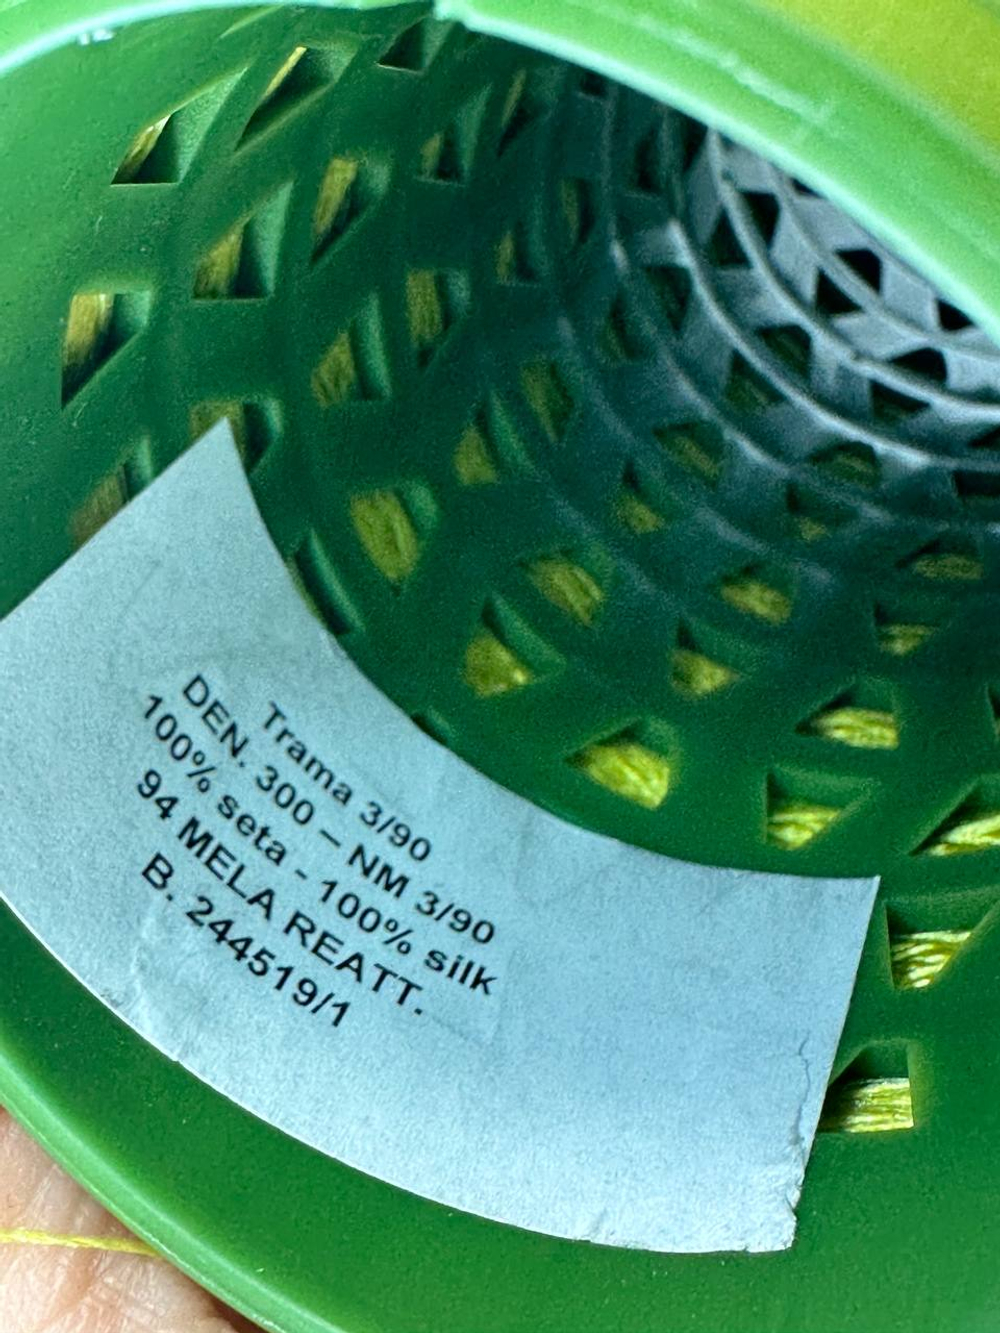 Trama 3/90
DEN. 300 – NM 3/90
100% seta - 100% silk
94 MELA REATT.
B. 244519/1